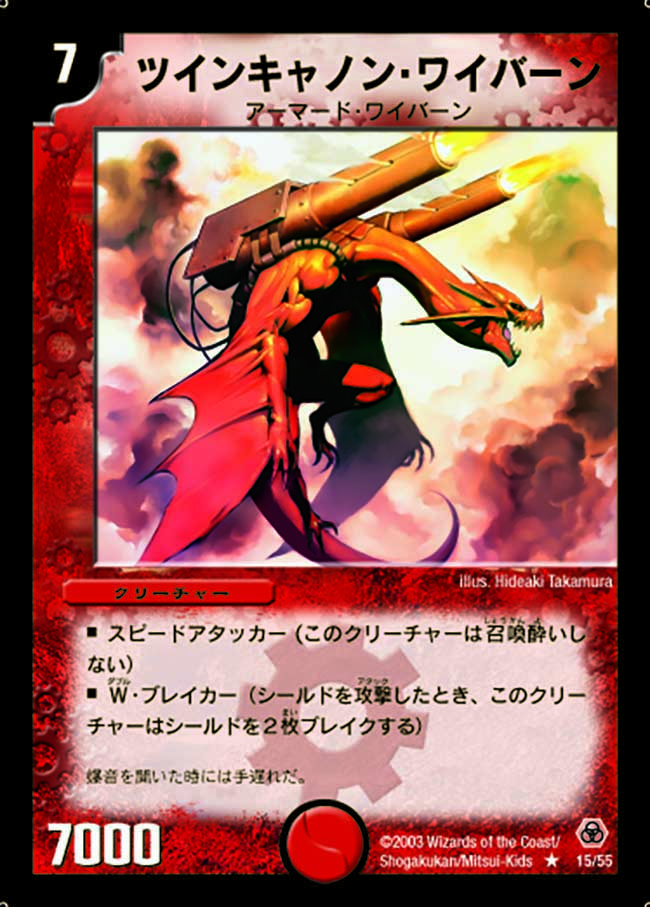 7
ツインキャノン・ワイバーン
アーマード・ワイバーン
illus. Hideaki Takamura
クリーチャー
■ スピードアタッカー（このクリーチャーは召喚酔いし
ない）
■ W・ブレイカー（シールドを攻撃したとき、このクリー
チャーはシールドを2枚ブレイクする）
爆音を聞いた時には手遅れだ。
7000
©2003 Wizards of the Coast/
Shogakukan/Mitsui-Kids ★ 15/55